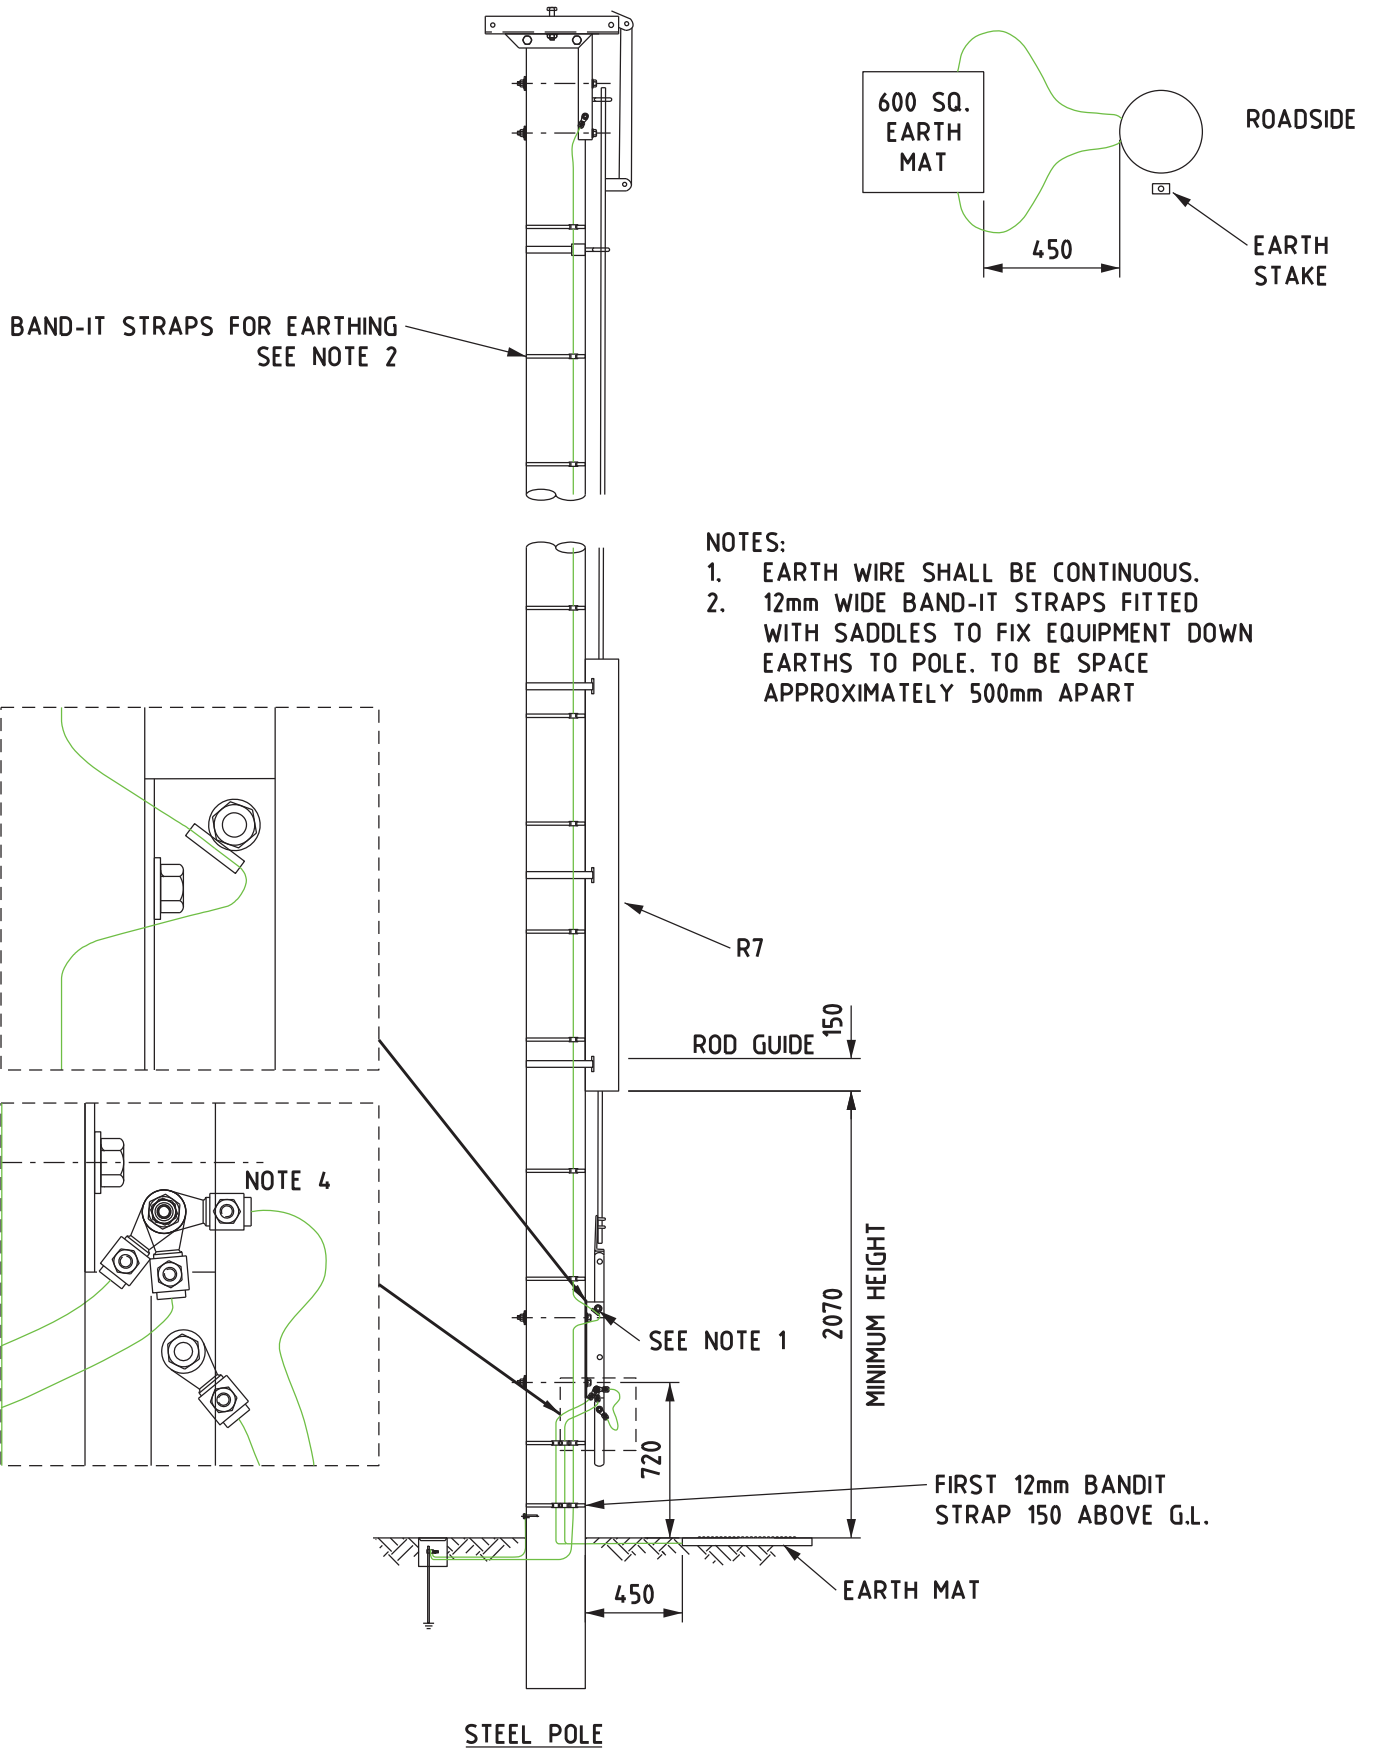 600 SQ.
EARTH
MAT
ROADSIDE
EARTH
STAKE
450
BAND-IT STRAPS FOR EARTHING
SEE NOTE 2
NOTES:
1. EARTH WIRE SHALL BE CONTINUOUS.
2. 12mm WIDE BAND-IT STRAPS FITTED
WITH SADDLES TO FIX EQUIPMENT DOWN
EARTHS TO POLE. TO BE SPACE
APPROXIMATELY 500mm APART
R7
ROD GUIDE
150
NOTE 4
SEE NOTE 1
2070
MINIMUM HEIGHT
720
FIRST 12mm BANDIT
STRAP 150 ABOVE G.L.
EARTH MAT
450
STEEL POLE